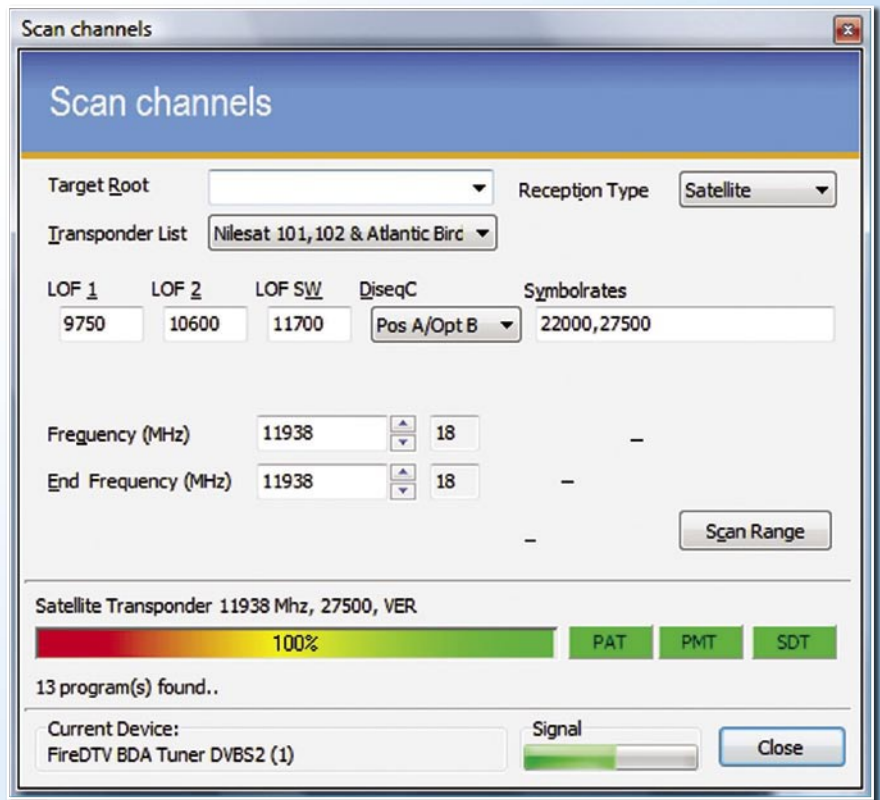 Scan channels
Scan channels
Target Root
Reception Type Satellite
Transponder List Nilesat 101,102 & Atlantic Bird
LOF 1 LOF 2 LOF SW DiseqC Symbolrates
9750 10600 11700 Pos A/Opt B 22000,27500
Freguency (MHz) 11938 18 –
End Frequency (MHz) 11938 18 –
– Scan Range
Satellite Transponder 11938 Mhz, 27500, VER
100% PAT PMT SDT
13 program(s) found..
Current Device: Signal
FireDTV BDA Tuner DVBS2 (1) Close